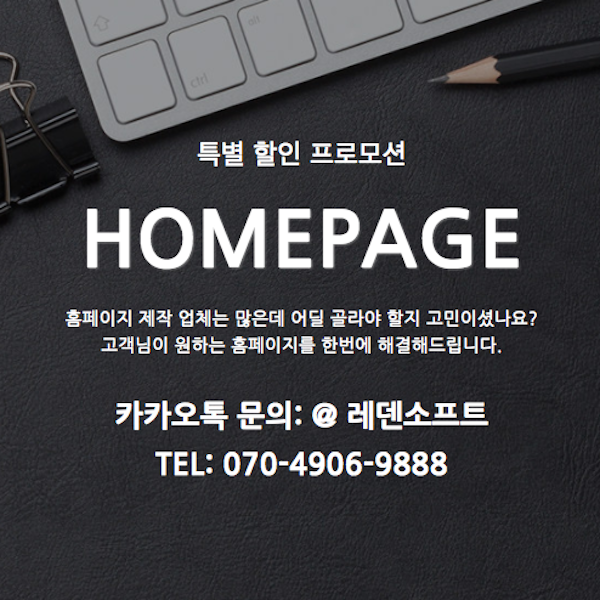 alt
ctrl
특별 할인 프로모션
HOMEPAGE
홈페이지 제작 업체는 많은데 어딜 골라야 할지 고민이셨나요?
고객님이 원하는 홈페이지를 한번에 해결해드립니다.
카카오톡 문의: @ 레덴소프트
TEL: 070-4906-9888